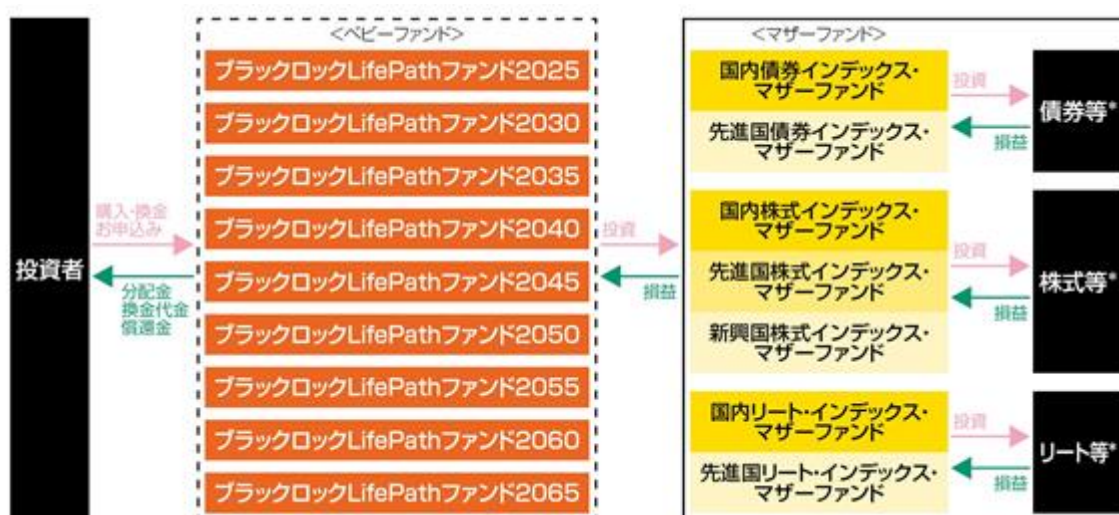 投資者
購入・換金
お申込み
分配金
換金代金
償還金
<ベビーファンド>
ブラックロックLifePathファンド2025
ブラックロックLifePathファンド2030
ブラックロックLifePathファンド2035
ブラックロックLifePathファンド2040
ブラックロックLifePathファンド2045
ブラックロックLifePathファンド2050
ブラックロックLifePathファンド2055
ブラックロックLifePathファンド2060
ブラックロックLifePathファンド2065
投資
損益
<マザーファンド>
国内債券インデックス・
マザーファンド
先進国債券インデックス・
マザーファンド
投資
損益
債券等*
国内株式インデックス・
マザーファンド
先進国株式インデックス・
マザーファンド
新興国株式インデックス・
マザーファンド
投資
損益
株式等*
国内リート・インデックス・
マザーファンド
先進国リート・インデックス・
マザーファンド
投資
損益
リート等*